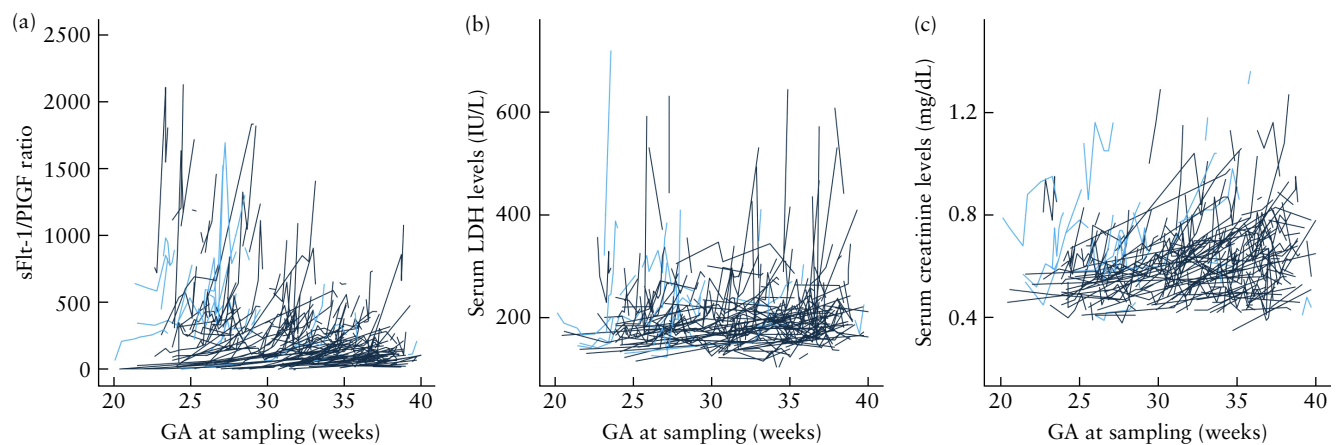 (a)
sFlt-1/PlGF ratio
2500
2000
1500
1000
500
0
20 25 30 35 40
GA at sampling (weeks)
(b)
Serum LDH levels (IU/L)
600
400
200
20 25 30 35 40
GA at sampling (weeks)
(c)
Serum creatinine levels (mg/dL)
1.2
0.8
0.4
20 25 30 35 40
GA at sampling (weeks)